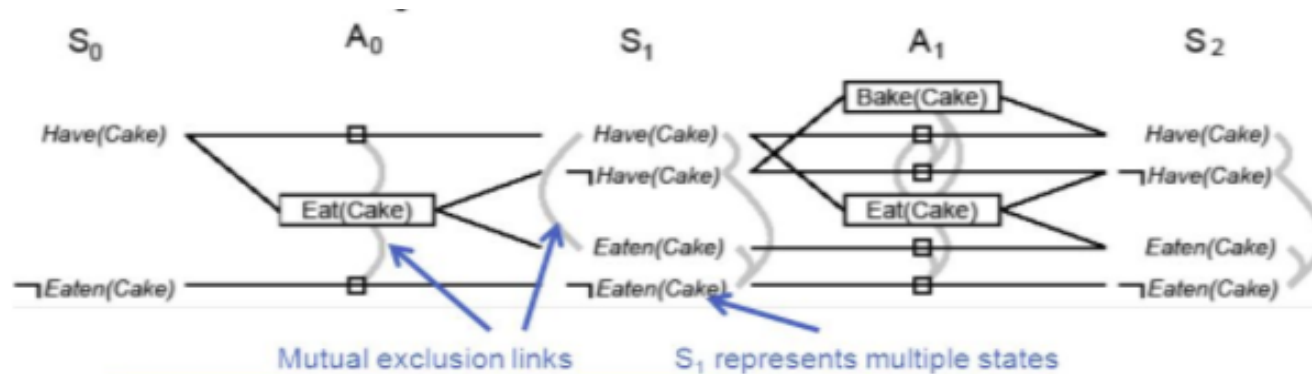 S0 A0 S1 A1 S2
Bake(Cake)
Have(Cake) Have(Cake) Have(Cake)
¬Have(Cake) ¬Have(Cake)
Eat(Cake) Eat(Cake)
Eaten(Cake) Eaten(Cake)
¬Eaten(Cake) ¬Eaten(Cake) ¬Eaten(Cake)
Mutual exclusion links S1 represents multiple states